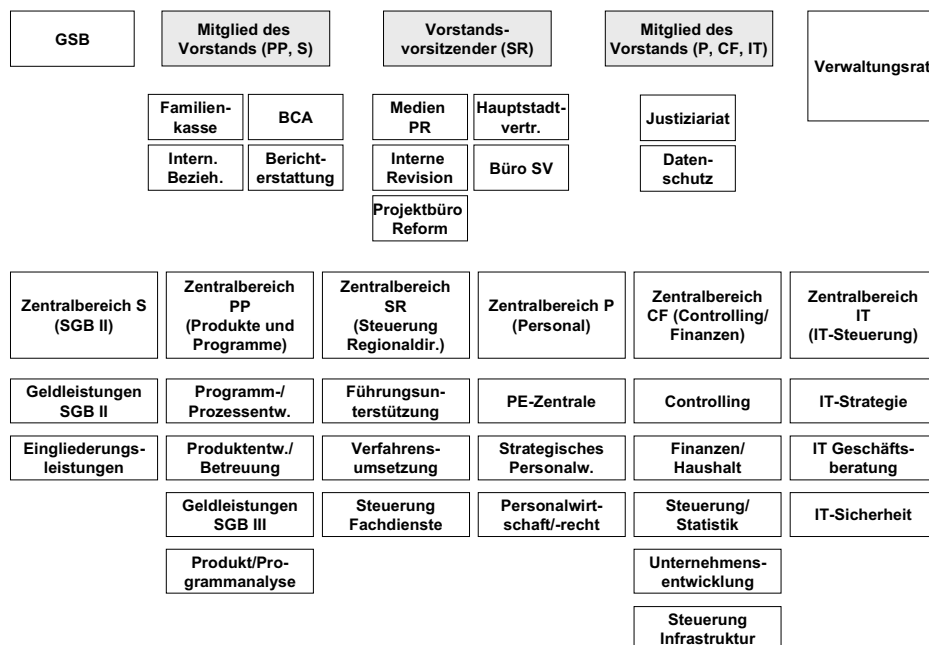 GSB
Mitglied des
Vorstands (PP, S)
Vorstands-
vorsitzender (SR)
Mitglied des
Vorstands (P, CF, IT)
Verwaltungsrat
Familien-
kasse
BCA
Medien
PR
Hauptstadt-
vertr.
Justiziariat
Intern.
Bezieh.
Bericht-
erstattung
Interne
Revision
Büro SV
Daten-
schutz
Projektbüro
Reform
Zentralbereich S
(SGB II)
Zentralbereich
PP
(Produkte und
Programme)
Zentralbereich
SR
(Steuerung
Regionaldir.)
Zentralbereich P
(Personal)
Zentralbereich
CF (Controlling/
Finanzen)
Zentralbereich
IT
(IT-Steuerung)
Geldleistungen
SGB II
Programm-/
Prozessentw.
Führungsun-
terstützung
PE-Zentrale
Controlling
IT-Strategie
Eingliederungs-
leistungen
Produktentw./
Betreuung
Verfahrens-
umsetzung
Strategisches
Personalw.
Finanzen/
Haushalt
IT Geschäfts-
beratung
Geldleistungen
SGB III
Steuerung
Fachdienste
Personalwirt-
schaft/-recht
Steuerung/
Statistik
IT-Sicherheit
Produkt/Pro-
grammanalyse
Unternehmens-
entwicklung
Steuerung
Infrastruktur